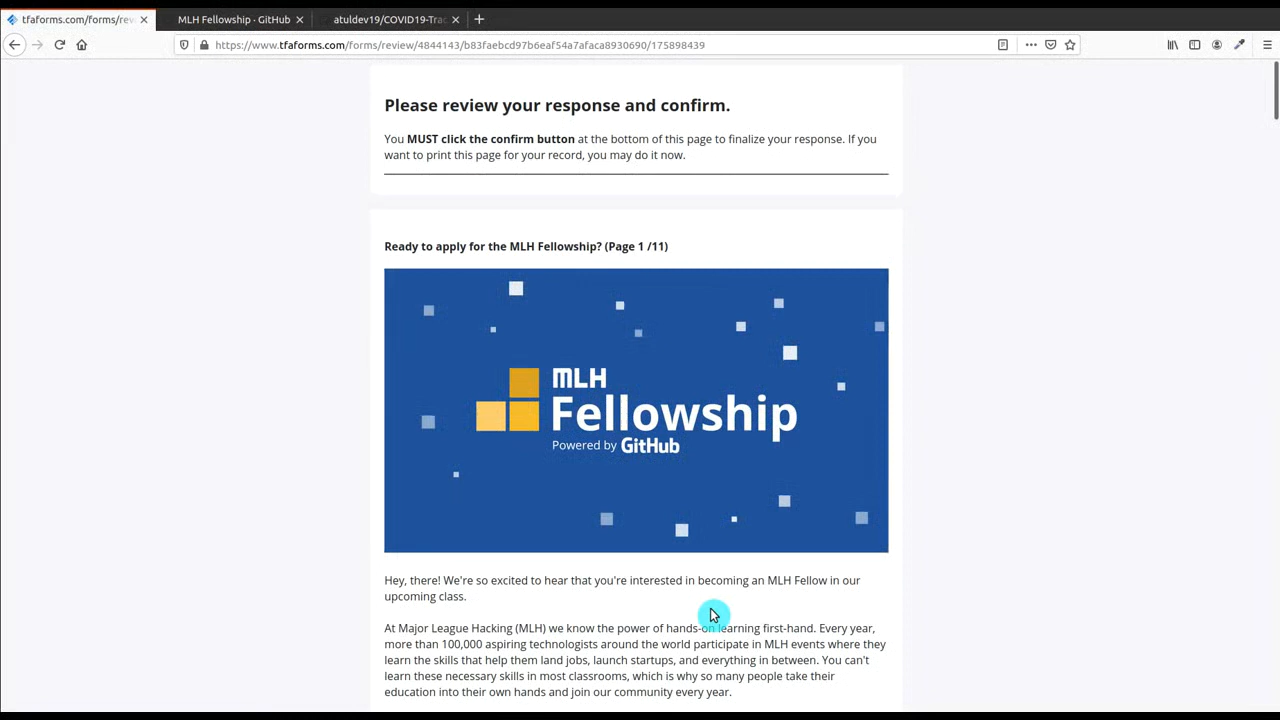 tfaforms.com/forms/rev
MLH Fellowship · GitHub
atuldev19/COVID19-Trac
https://www.tfaforms.com/forms/review/4844143/b83faebcd97b6eaf54a7afaca8930690/175898439
Please review your response and confirm.
You MUST click the confirm button at the bottom of this page to finalize your response. If you
want to print this page for your record, you may do it now.
Ready to apply for the MLH Fellowship? (Page 1 /11)
MLH
Fellowship
Powered by GitHub
Hey, there! We're so excited to hear that you're interested in becoming an MLH Fellow in our
upcoming class.
At Major League Hacking (MLH) we know the power of hands-on learning first-hand. Every year,
more than 100,000 aspiring technologists around the world participate in MLH events where they
learn the skills that help them land jobs, launch startups, and everything in between. You can't
learn these necessary skills in most classrooms, which is why so many people take their
education into their own hands and join our community every year.